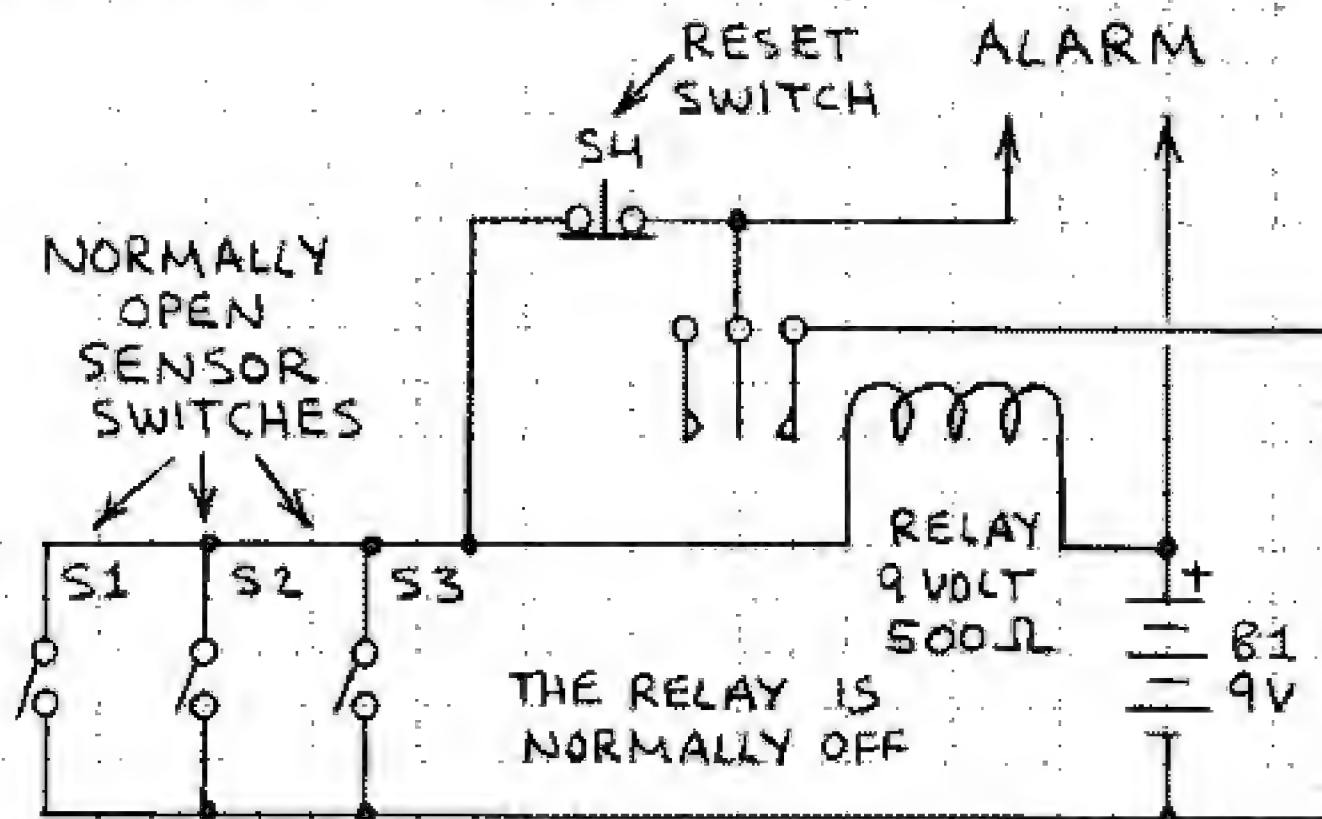 RESET
SWITCH
ALARM
S4
NORMALLY
OPEN
SENSOR
SWITCHES
S1
S2
S3
RELAY
9 VOLT
500Ω
+
B1
9V
THE RELAY IS
NORMALLY OFF